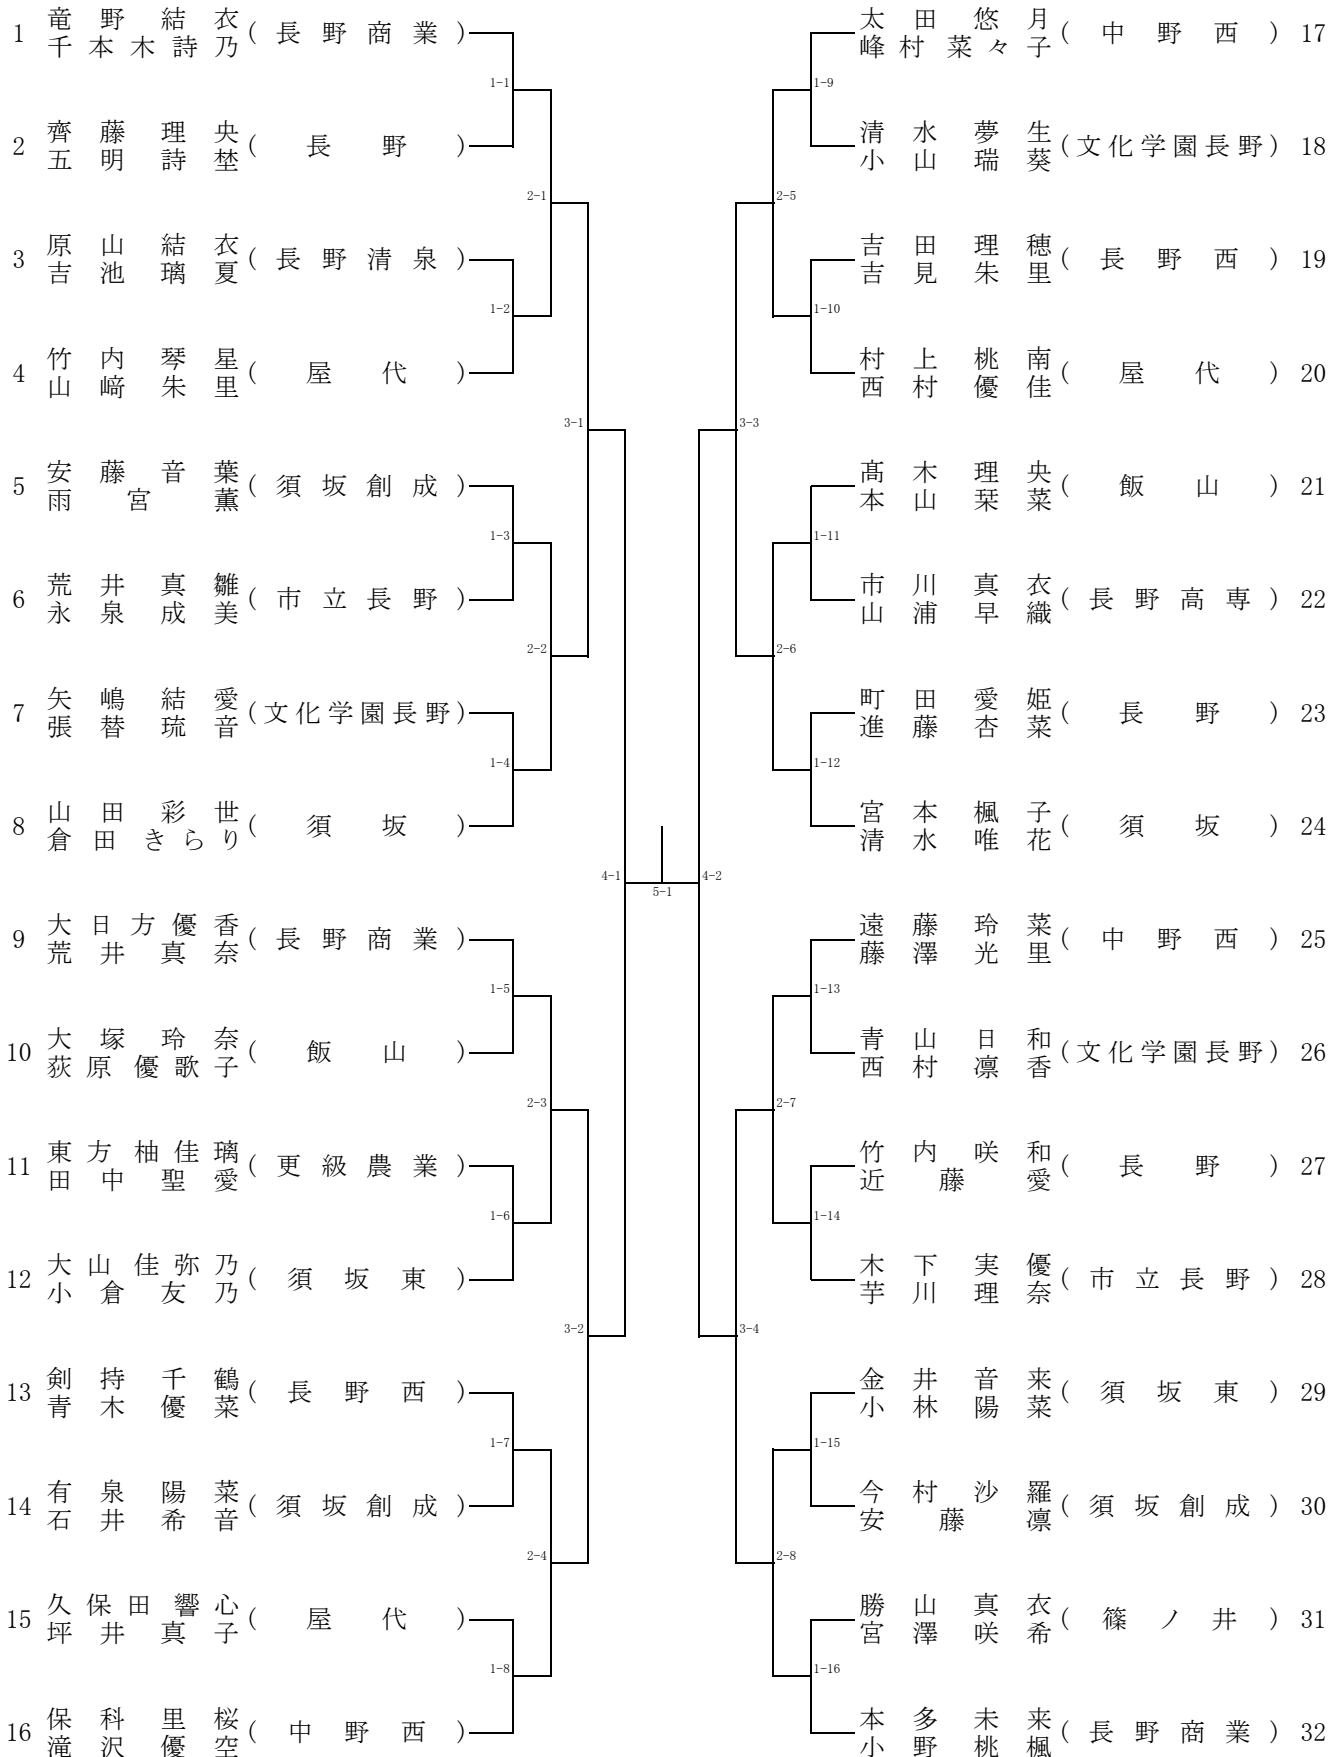 1 竜野結衣 千本木詩乃 (長野商業)
1-1
2 齊藤理央 五明詩埜 (長野)
2-1
3 原山結衣 吉池璃夏 (長野清泉)
1-2
4 竹内琴星 山﨑朱里 (屋代)
3-1
5 安藤音葉 雨宮薫 (須坂創成)
1-3
6 荒井真雛 永泉成美 (市立長野)
2-2
7 矢嶋結愛 張替琉音 (文化学園長野)
1-4
8 山田彩世 倉田きらり (須坂)
4-1
9 大日方優香 荒井真奈 (長野商業)
1-5
10 大塚玲奈 荻原優歌子 (飯山)
2-3
11 東方柚佳璃 田中聖愛 (更級農業)
1-6
12 大山佳弥乃 小倉友乃 (須坂東)
3-2
13 剣持千鶴 青木優菜 (長野西)
1-7
14 有泉陽菜 石井希音 (須坂創成)
2-4
15 久保田響心 坪井真子 (屋代)
1-8
16 保科里桜 滝沢優空 (中野西)
5-1
太田悠月 峰村菜々子 (中野西) 17
1-9
清水夢生 小山瑞葵 (文化学園長野) 18
2-5
吉田理穂 吉見朱里 (長野西) 19
1-10
村上桃南 西村優佳 (屋代) 20
3-3
髙木理央 本山栞菜 (飯山) 21
1-11
市川真衣 山浦早織 (長野高専) 22
2-6
町田愛姫 進藤杏菜 (長野) 23
1-12
宮本楓子 清水唯花 (須坂) 24
4-2
遠藤玲菜 藤澤光里 (中野西) 25
1-13
青山日和 西村凛香 (文化学園長野) 26
2-7
竹内咲和 近藤愛 (長野) 27
1-14
木下実優 芋川理奈 (市立長野) 28
3-4
金井音来 小林陽菜 (須坂東) 29
1-15
今村沙羅 安藤凛 (須坂創成) 30
2-8
勝山真衣 宮澤咲希 (篠ノ井) 31
1-16
本多未来 小野桃楓 (長野商業) 32